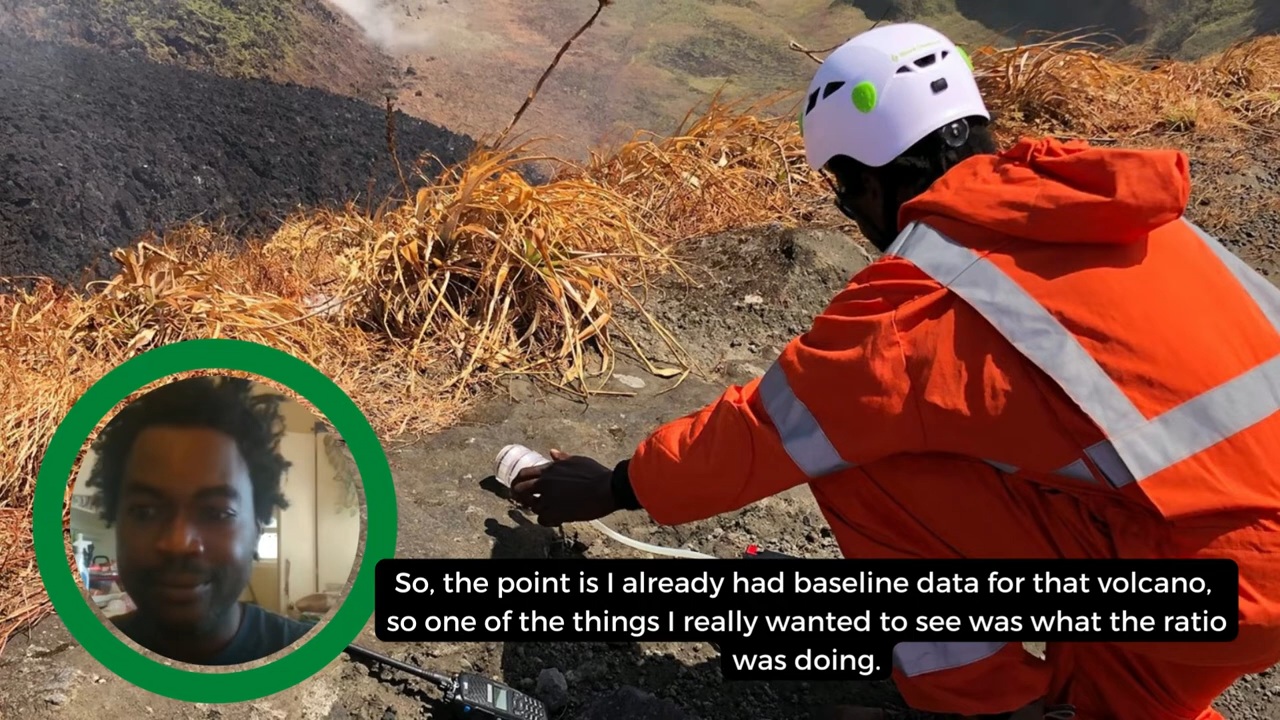 So, the point is I already had baseline data for that volcano,
so one of the things I really wanted to see was what the ratio
was doing.